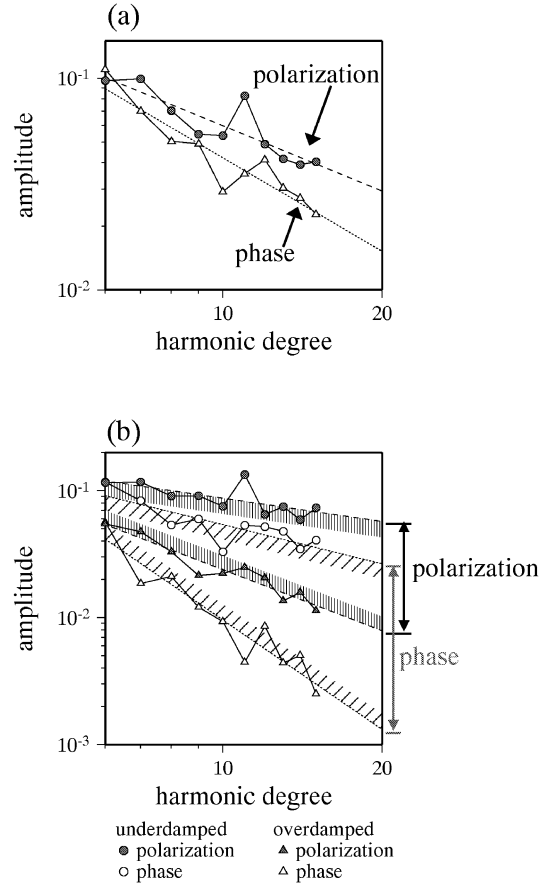 (a)
10-1
polarization
amplitude
phase
10-2
10
20
harmonic degree
(b)
10-1
polarization
amplitude
10-2
phase
10-3
10
20
harmonic degree
underdamped
overdamped
polarization
polarization
phase
phase